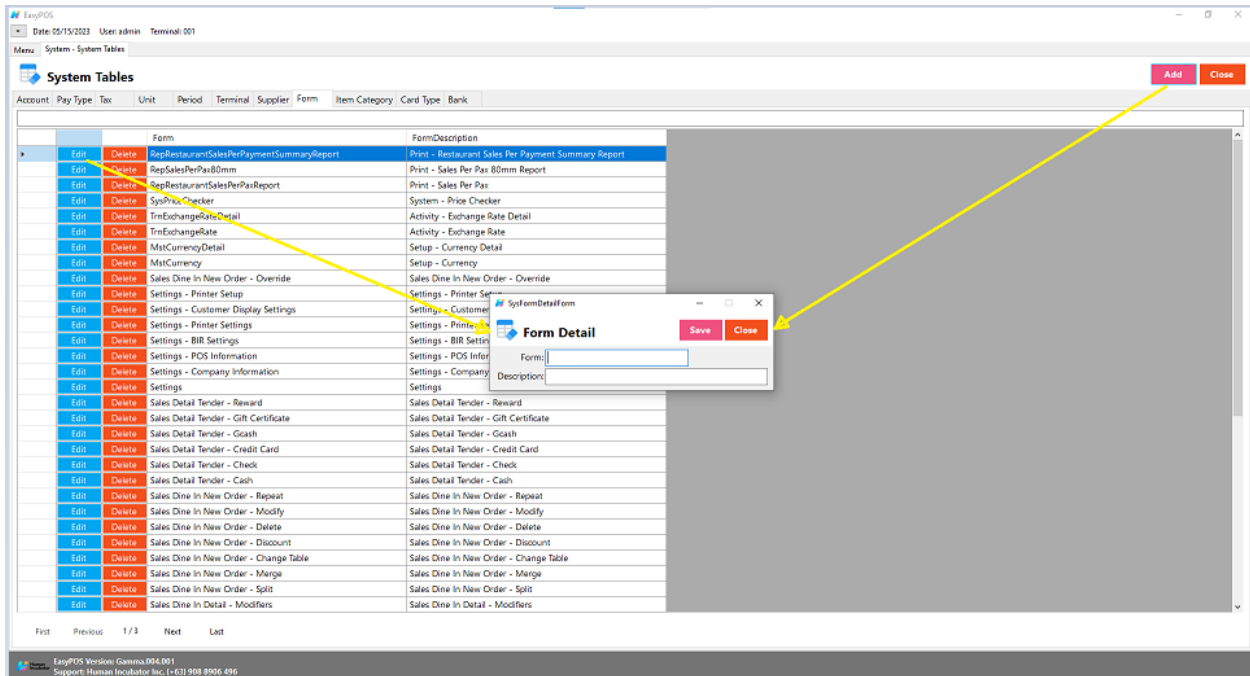 EasyPOS
Date: 05/15/2023 User: admin Terminal: 001
Menu System - System Tables
System Tables Add Close
Account Pay Type Tax Unit Period Terminal Supplier Form Item Category Card Type Bank
Form FormDescription
Edit Delete RepRestaurantSalesPerPaymentSummaryReport Print - Restaurant Sales Per Payment Summary Report
Edit Delete RepSalesPerPax80mm Print - Sales Per Pax 80mm Report
Edit Delete RepRestaurantSalesPerPaxReport Print - Sales Per Pax
Edit Delete SysPriceChecker System - Price Checker
Edit Delete TrnExchangeRateDetail Activity - Exchange Rate Detail
Edit Delete TrnExchangeRate Activity - Exchange Rate
Edit Delete MstCurrencyDetail Setup - Currency Detail
Edit Delete MstCurrency Setup - Currency
Edit Delete Sales Dine In New Order - Override Sales Dine In New Order - Override
Edit Delete Settings - Printer Setup Settings - Printer Setup
Edit Delete Settings - Customer Display Settings Settings - Customer
Edit Delete Settings - Printer Settings Settings - Printe
Edit Delete Settings - BIR Settings Settings - BIR Settin
Edit Delete Settings - POS Information Settings - POS Infor
Edit Delete Settings - Company Information Settings - Company
Edit Delete Settings Settings
SysFormDetailForm
Form Detail Save Close
Form:
Description:
Edit Delete Sales Detail Tender - Reward Sales Detail Tender - Reward
Edit Delete Sales Detail Tender - Gift Certificate Sales Detail Tender - Gift Certificate
Edit Delete Sales Detail Tender - Gcash Sales Detail Tender - Gcash
Edit Delete Sales Detail Tender - Credit Card Sales Detail Tender - Credit Card
Edit Delete Sales Detail Tender - Check Sales Detail Tender - Check
Edit Delete Sales Detail Tender - Cash Sales Detail Tender - Cash
Edit Delete Sales Dine In New Order - Repeat Sales Dine In New Order - Repeat
Edit Delete Sales Dine In New Order - Modify Sales Dine In New Order - Modify
Edit Delete Sales Dine In New Order - Delete Sales Dine In New Order - Delete
Edit Delete Sales Dine In New Order - Discount Sales Dine In New Order - Discount
Edit Delete Sales Dine In New Order - Change Table Sales Dine In New Order - Change Table
Edit Delete Sales Dine In New Order - Merge Sales Dine In New Order - Merge
Edit Delete Sales Dine In New Order - Split Sales Dine In New Order - Split
Edit Delete Sales Dine In Detail - Modifiers Sales Dine In Detail - Modifiers
First Previous 1 / 3 Next Last
Human Incubator
EasyPOS Version: Gamma.004.001
Support: Human Incubator Inc. (+63) 908 8906 496